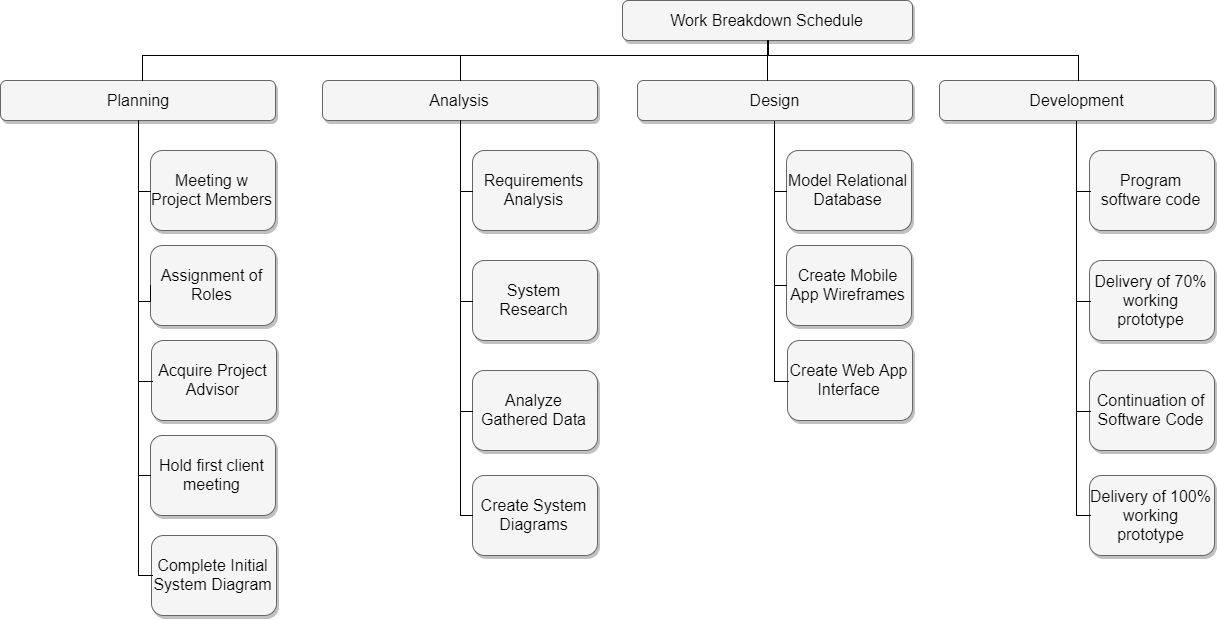 Work Breakdown Schedule
Planning
Analysis
Design
Development
Meeting w
Project Members
Assignment of
Roles
Acquire Project
Advisor
Hold first client
meeting
Complete Initial
System Diagram
Requirements
Analysis
System
Research
Analyze
Gathered Data
Create System
Diagrams
Model Relational
Database
Create Mobile
App Wireframes
Create Web App
Interface
Program
software code
Delivery of 70%
working
prototype
Continuation of
Software Code
Delivery of 100%
working
prototype